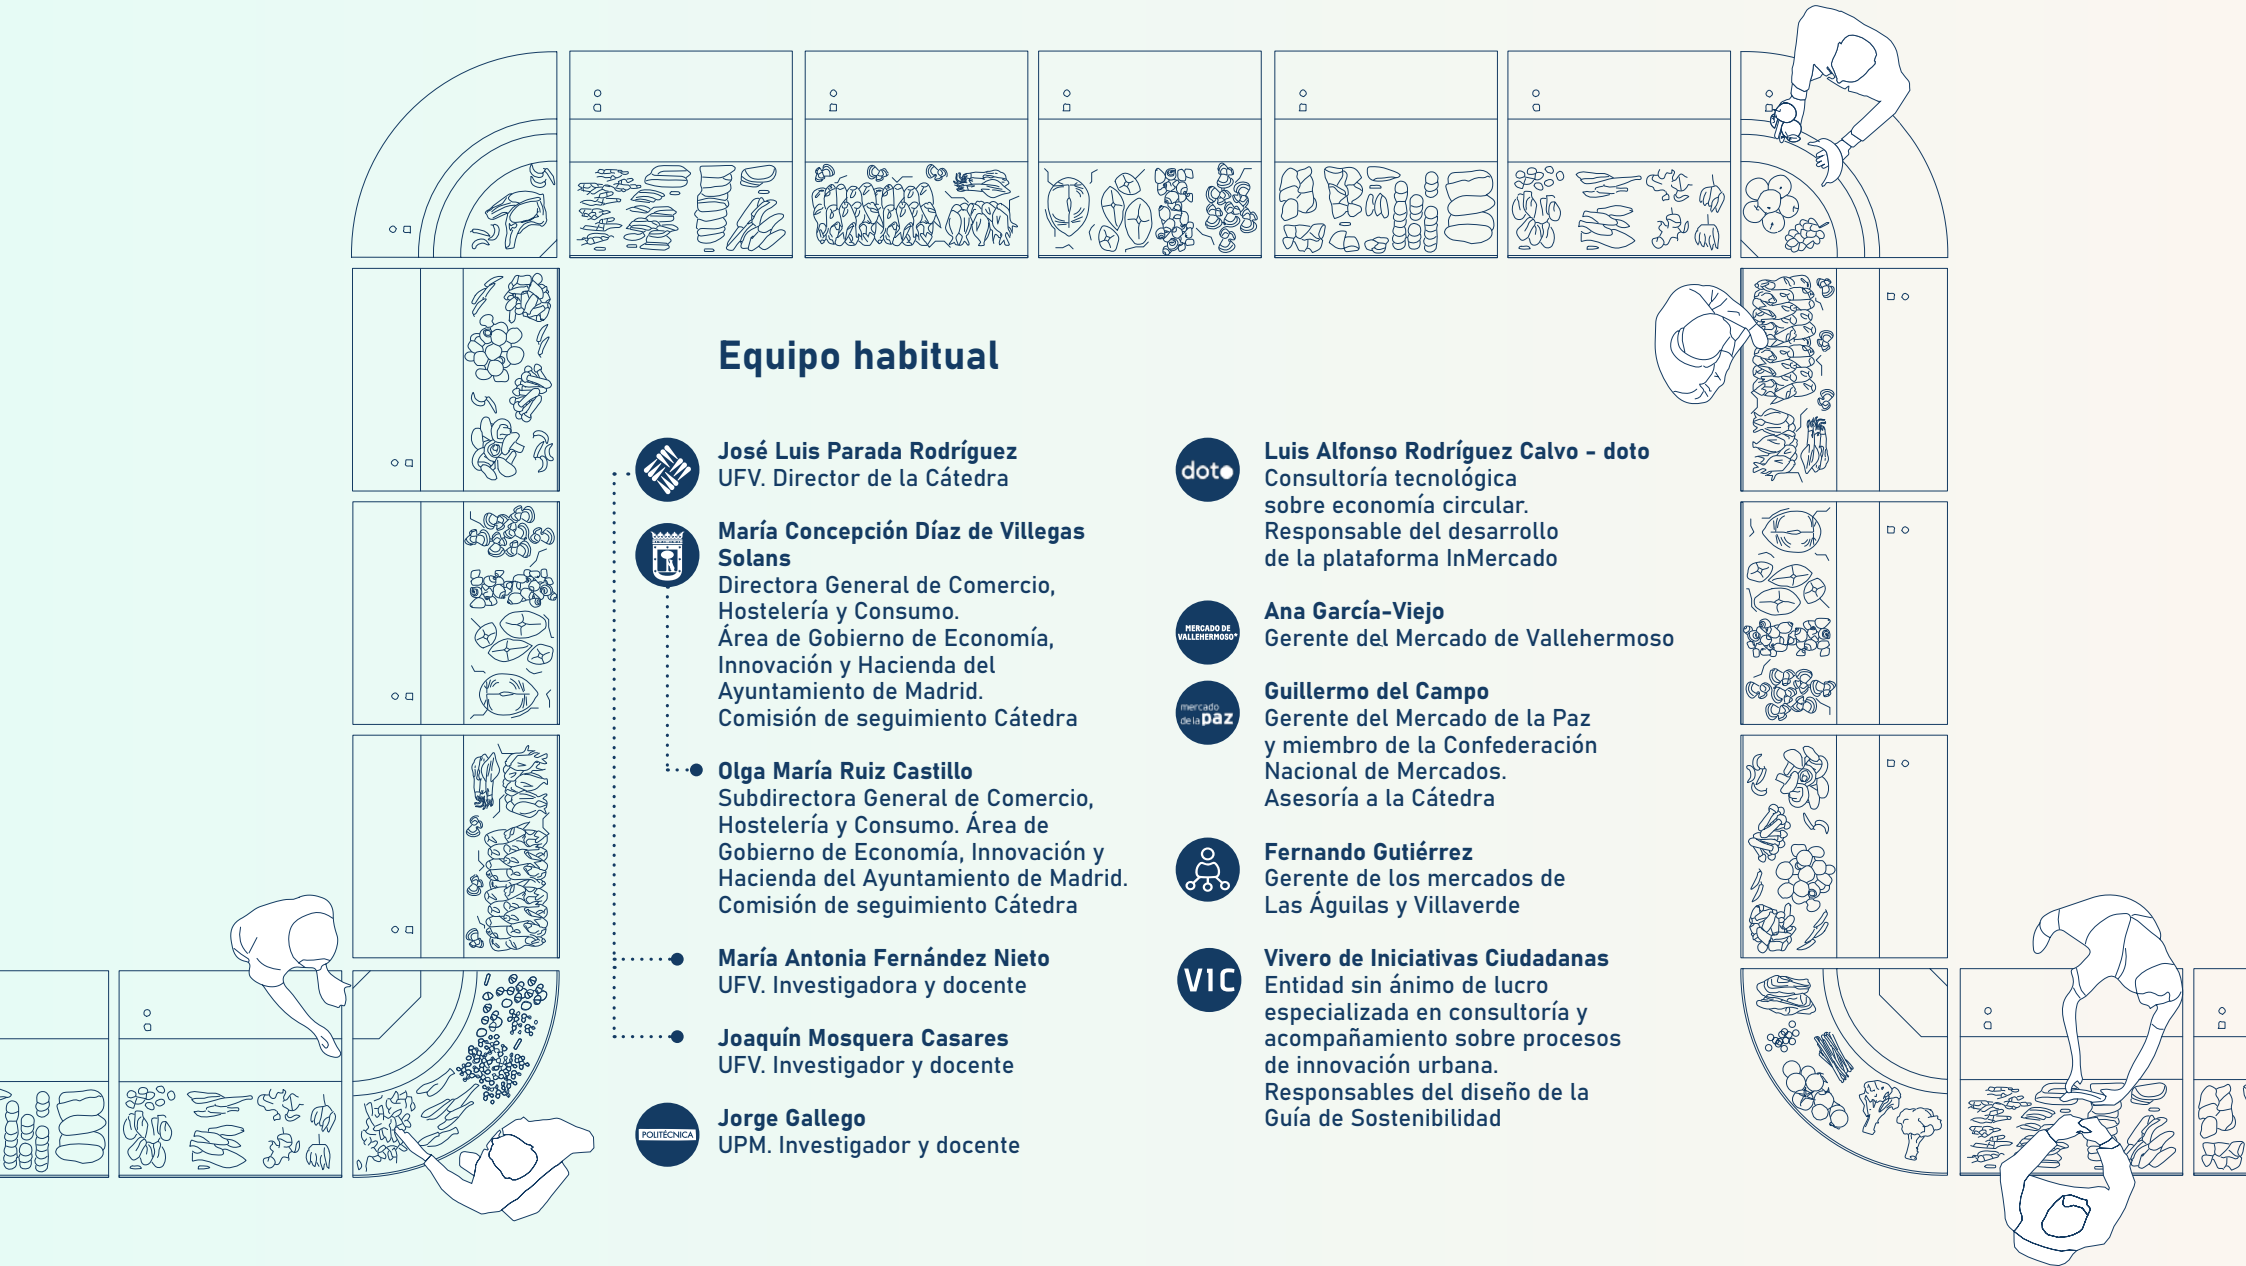 Equipo habitual
José Luis Parada Rodríguez
UFV. Director de la Cátedra
María Concepción Díaz de Villegas
Solans
Directora General de Comercio,
Hostelería y Consumo.
Área de Gobierno de Economía,
Innovación y Hacienda del
Ayuntamiento de Madrid.
Comisión de seguimiento Cátedra
Olga María Ruiz Castillo
Subdirectora General de Comercio,
Hostelería y Consumo. Área de
Gobierno de Economía, Innovación y
Hacienda del Ayuntamiento de Madrid.
Comisión de seguimiento Cátedra
María Antonia Fernández Nieto
UFV. Investigadora y docente
Joaquín Mosquera Casares
UFV. Investigador y docente
POLITÉCNICA
Jorge Gallego
UPM. Investigador y docente
doto
Luis Alfonso Rodríguez Calvo - doto
Consultoría tecnológica
sobre economía circular.
Responsable del desarrollo
de la plataforma InMercado
MERCADO DE
VALLEHERMOSO*
Ana García-Viejo
Gerente del Mercado de Vallehermoso
mercado
de la paz
Guillermo del Campo
Gerente del Mercado de la Paz
y miembro de la Confederación
Nacional de Mercados.
Asesoría a la Cátedra
Fernando Gutiérrez
Gerente de los mercados de
Las Águilas y Villaverde
VIC
Vivero de Iniciativas Ciudadanas
Entidad sin ánimo de lucro
especializada en consultoría y
acompañamiento sobre procesos
de innovación urbana.
Responsables del diseño de la
Guía de Sostenibilidad